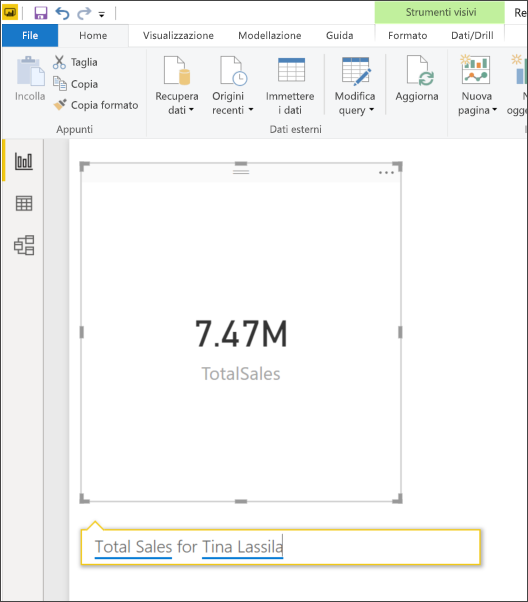 Strumenti visivi
Re
File Home Visualizzazione Modellazione Guida Formato Dati/Drill
Incolla
Taglia
Copia
Copia formato
Appunti
Recupera
dati
Origini
recenti
Immettere
i dati
Modifica
query
Aggiorna
Dati esterni
Nuova
pagina
N
ogge
7.47M
TotalSales
Total Sales for Tina Lassila